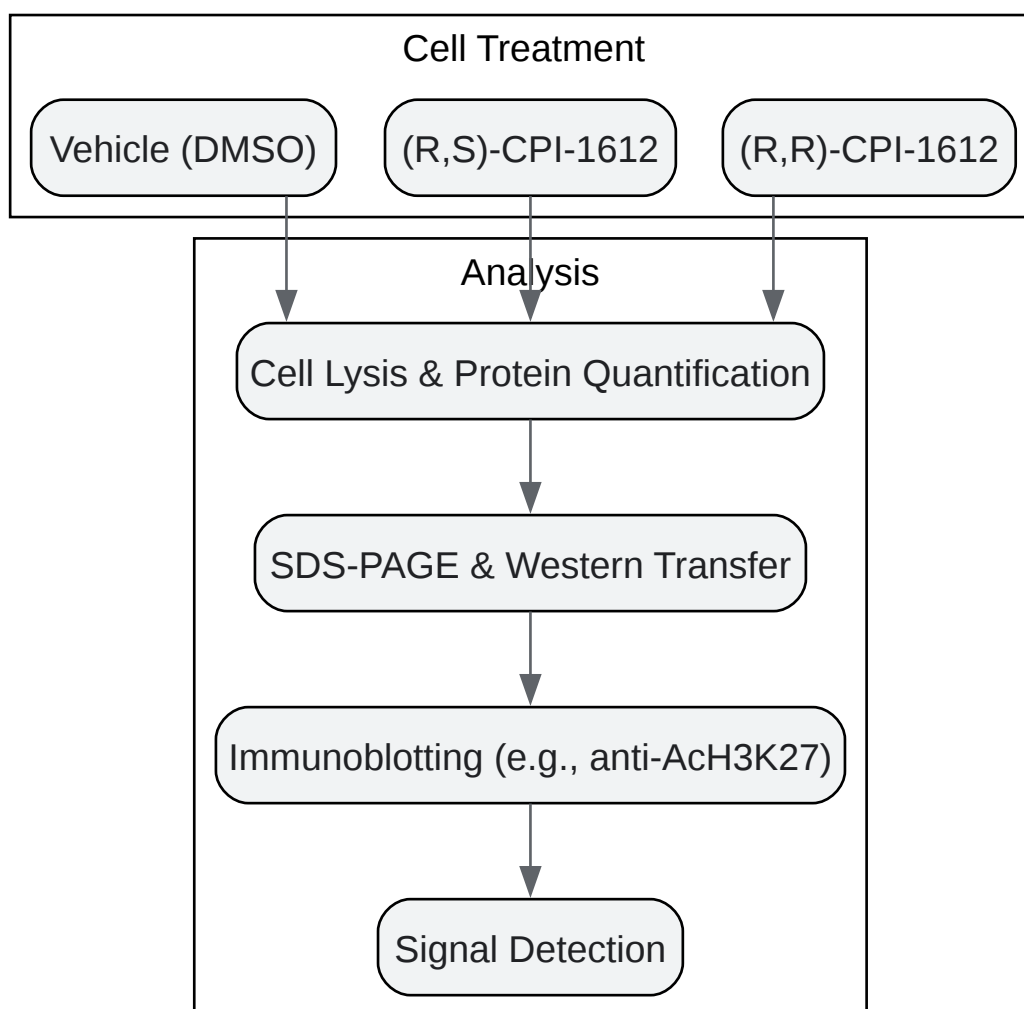 Cell Treatment
Vehicle (DMSO)
(R,S)-CPI-1612
(R,R)-CPI-1612
Analysis
Cell Lysis & Protein Quantification
SDS-PAGE & Western Transfer
Immunoblotting (e.g., anti-AcH3K27)
Signal Detection